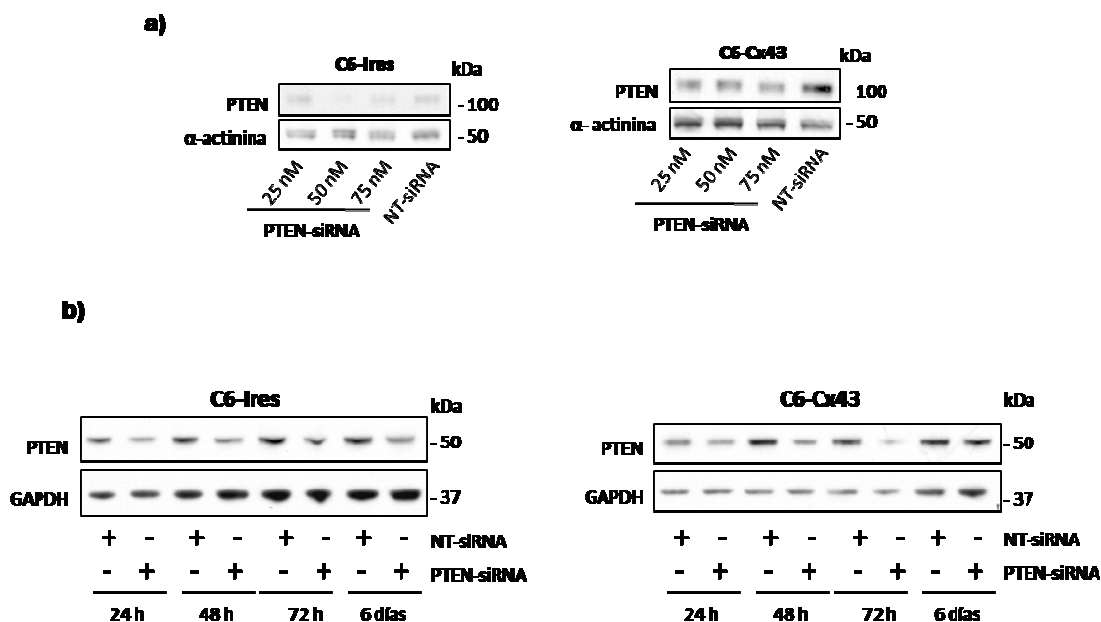 a)
C6-Ires
kDa
PTEN
-100
α-actinina
-50
25 nM
50 nM
75 nM
NT-siRNA
PTEN-siRNA
C6-Cx43
kDa
PTEN
100
α- actinina
-50
25 nM
50 nM
75 nM
NT-siRNA
PTEN-siRNA
b)
C6-Ires
kDa
PTEN
-50
GAPDH
-37
+ - + - + - + - NT-siRNA
- + - + - + - + PTEN-siRNA
24 h 48 h 72 h 6 días
C6-Cx43
kDa
PTEN
-50
GAPDH
-37
+ - + - + - + - NT-siRNA
- + - + - + - + PTEN-siRNA
24 h 48 h 72h 6 días